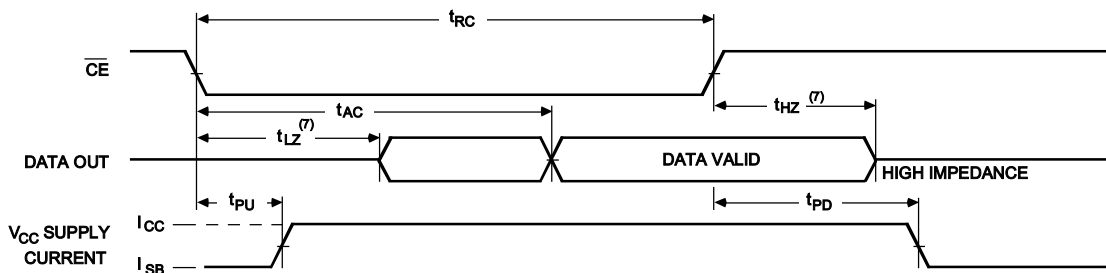 tRC
CE
tAC
tHZ (7)
tLZ (7)
DATA OUT
DATA VALID
HIGH IMPEDANCE
tPU
tPD
VCC SUPPLY
CURRENT
ICC
ISB